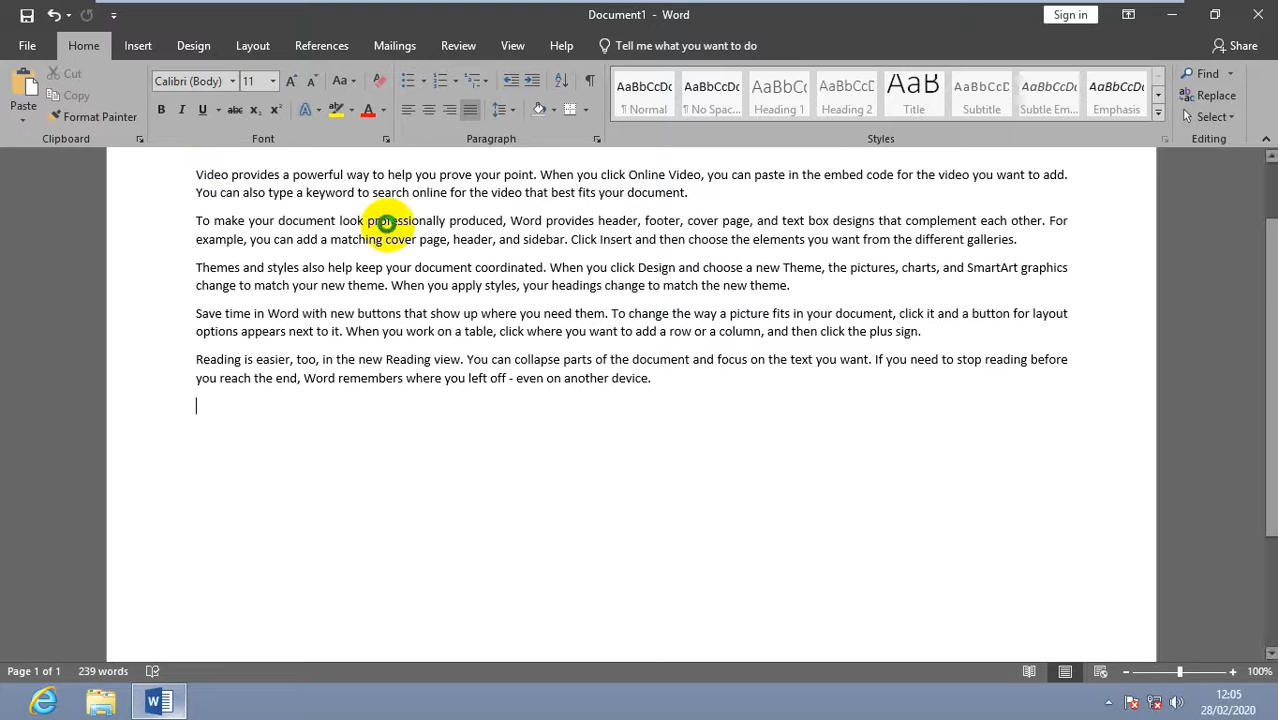 Document1 - Word
Sign in
File Home Insert Design Layout References Mailings Review View Help Tell me what you want to do Share
Paste
Cut
Copy
Format Painter
Calibri (Body) 11
Aa
B I U abc x₂ x² A A
AaBbCcDc AaBbCcDc AaBbC AaBbCcD AaB AaBbCcD AaBbCcDc AaBbCcDc
¶ Normal ¶ No Spac... Heading 1 Heading 2 Title Subtitle Subtle Em... Emphasis
Find
Replace
Select
Clipboard Font Paragraph Styles Editing
Video provides a powerful way to help you prove your point. When you click Online Video, you can paste in the embed code for the video you want to add.
You can also type a keyword to search online for the video that best fits your document.
To make your document look professionally produced, Word provides header, footer, cover page, and text box designs that complement each other. For
example, you can add a matching cover page, header, and sidebar. Click Insert and then choose the elements you want from the different galleries.
Themes and styles also help keep your document coordinated. When you click Design and choose a new Theme, the pictures, charts, and SmartArt graphics
change to match your new theme. When you apply styles, your headings change to match the new theme.
Save time in Word with new buttons that show up where you need them. To change the way a picture fits in your document, click it and a button for layout
options appears next to it. When you work on a table, click where you want to add a row or a column, and then click the plus sign.
Reading is easier, too, in the new Reading view. You can collapse parts of the document and focus on the text you want. If you need to stop reading before
you reach the end, Word remembers where you left off - even on another device.
Page 1 of 1 239 words 100%
12:05
28/02/2020